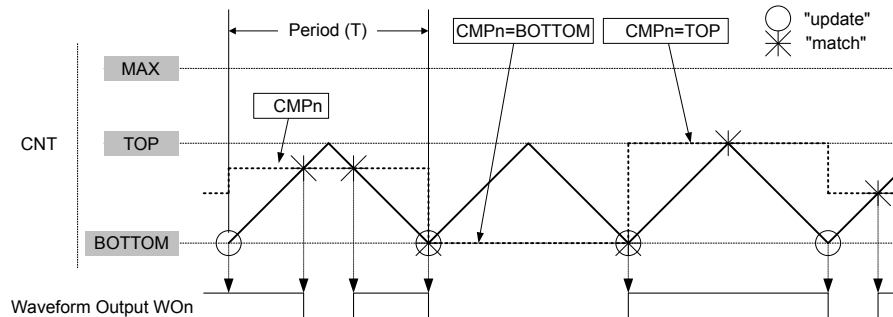 Period (T)
CMPn=BOTTOM
CMPn=TOP
"update"
"match"
MAX
CMPn
CNT
TOP
BOTTOM
Waveform Output WOn